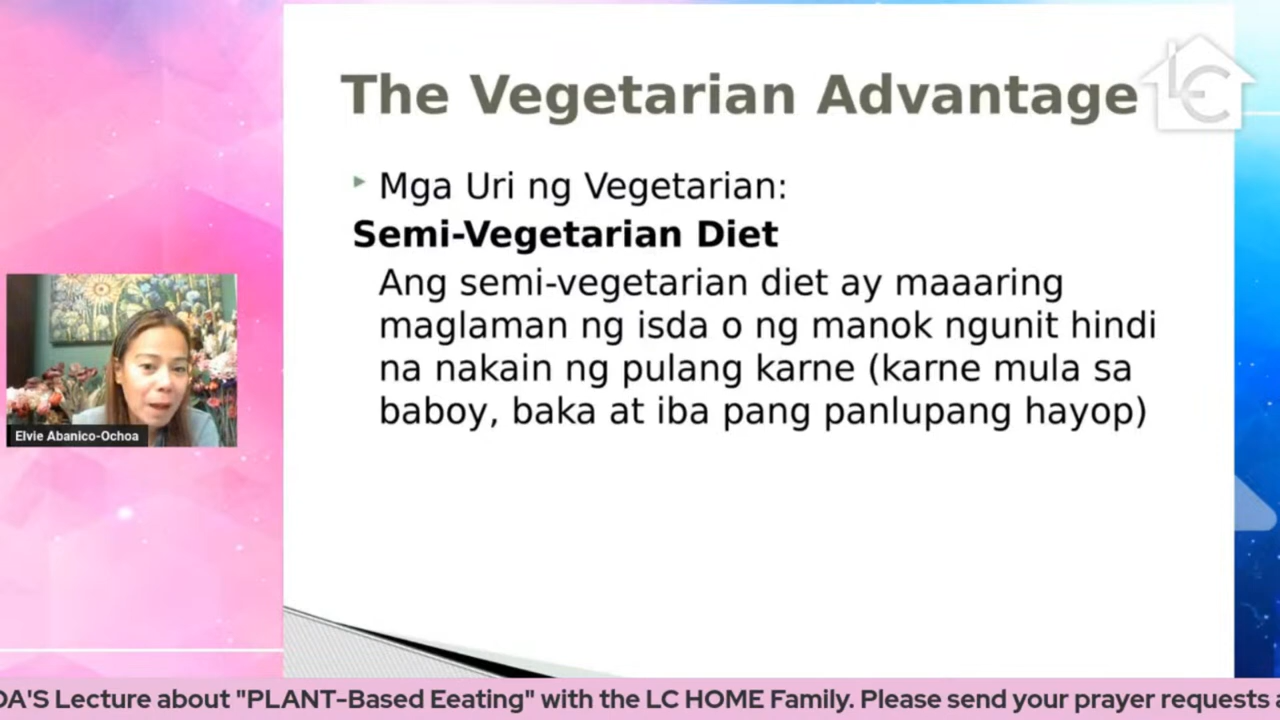 The Vegetarian Advantage
LC
Mga Uri ng Vegetarian:
Semi-Vegetarian Diet
Ang semi-vegetarian diet ay maaaring
maglaman ng isda o ng manok ngunit hindi
na nakain ng pulang karne (karne mula sa
baboy, baka at iba pang panlupang hayop)
Elvie Abanico-Ochoa
DA'S Lecture about "PLANT-Based Eeating" with the LC HOME Family. Please send your prayer requests